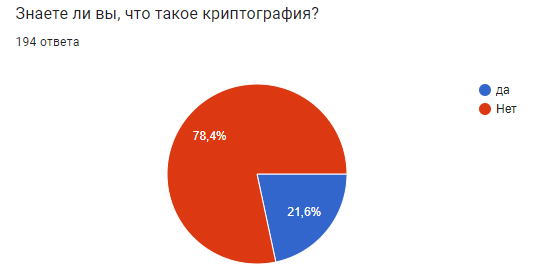 Знаете ли вы, что такое криптография?
194 ответа
да
Нет
78,4%
21,6%